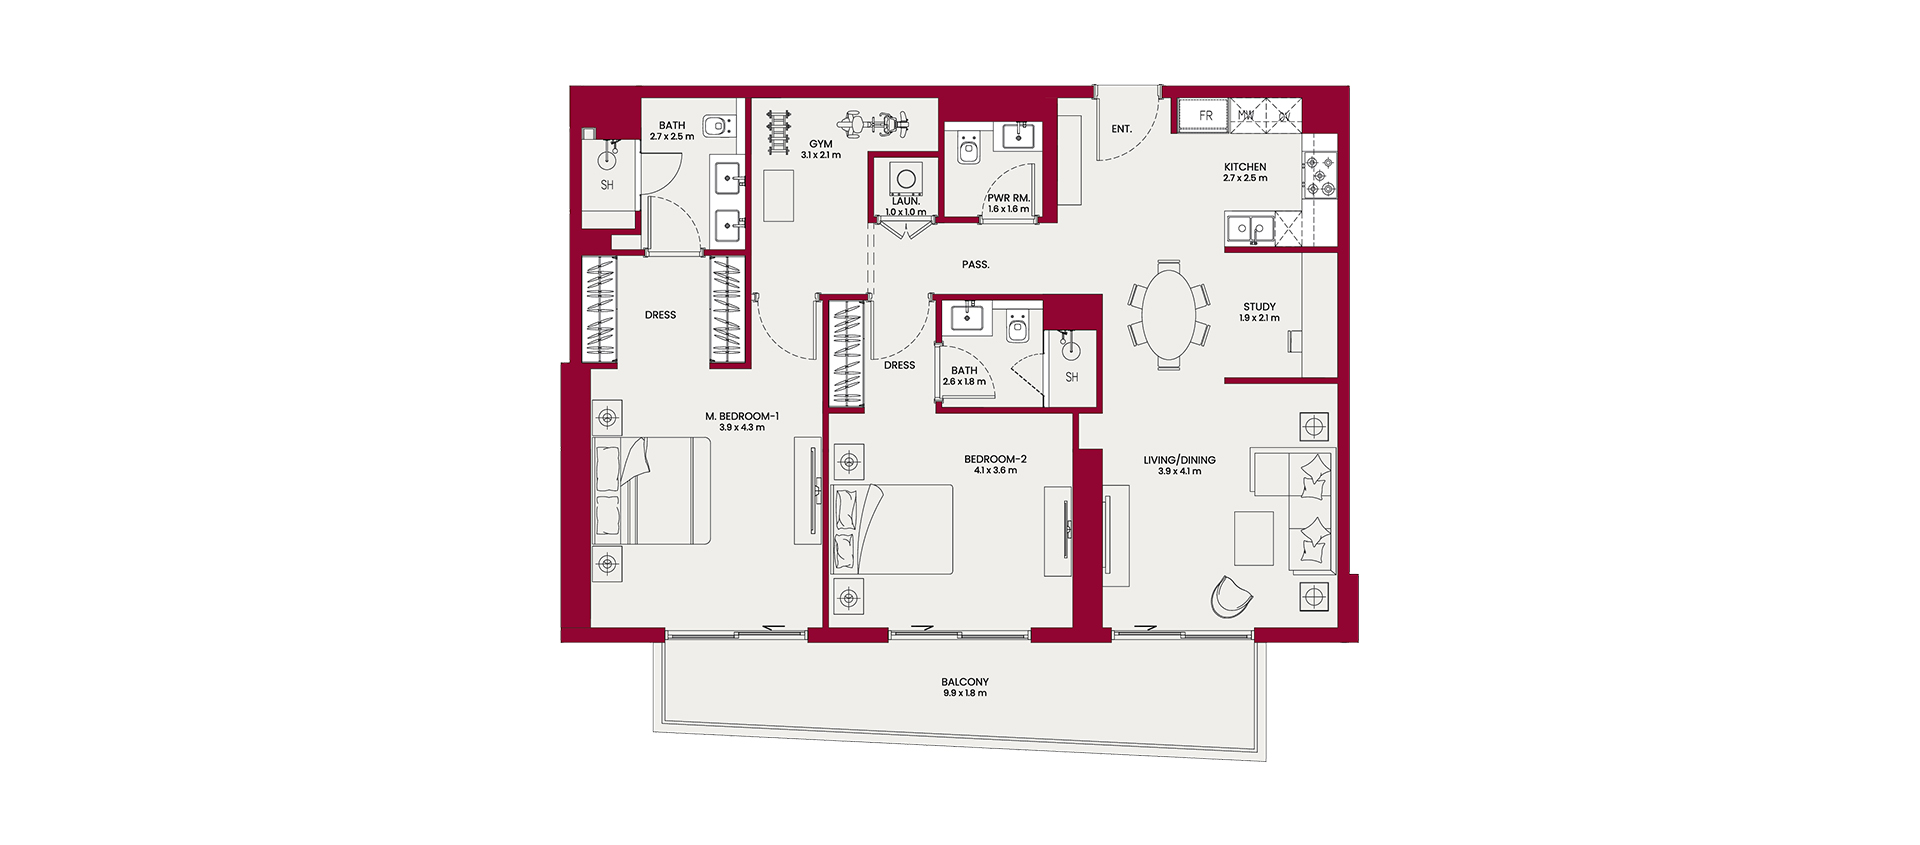 BATH
2.7 x 2.5 m
SH
GYM
3.1 x 2.1 m
LAUN.
1.0 x 1.0 m
PWR RM.
1.6 x 1.6 m
ENT.
FR
MW
KITCHEN
2.7 x 2.5 m
PASS.
DRESS
STUDY
1.9 x 2.1 m
DRESS
BATH
2.6 x 1.8 m
SH
M. BEDROOM-1
3.9 x 4.3 m
BEDROOM-2
4.1 x 3.6 m
LIVING/DINING
3.9 x 4.1 m
BALCONY
9.9 x 1.8 m